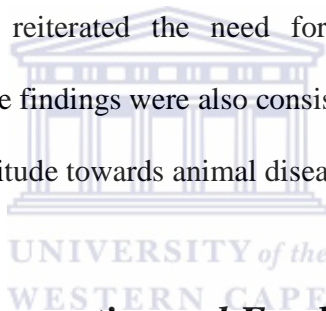 reiterated the need for
e findings were also consis
itude towards animal disea
UNIVERSITY of the
WESTERN CAPE